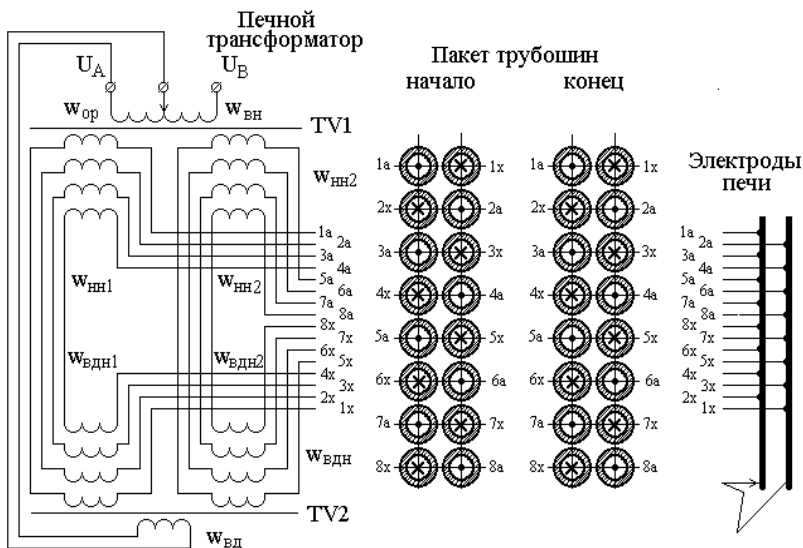 Печной
трансформатор
U_A
U_B
w_ор
w_вн
TV1
w_нн2
w_нн1
w_нн2
w_вдн1
w_вдн2
w_вдн
TV2
w_вд
1a
2a
3a
4a
5a
6a
7a
8a
8x
7x
6x
5x
4x
3x
2x
1x
Пакет трубошин
начало
конец
1a 1x 1a 1x
2x 2a 2x 2a
3a 3x 3a 3x
4x 4a 4x 4a
5a 5x 5a 5x
6x 6a 6x 6a
7a 7x 7a 7x
8x 8a 8x 8a
Электроды
печи
1a
2a
3a
4a
5a
6a
7a
8a
8x
7x
6x
5x
4x
3x
2x
1x